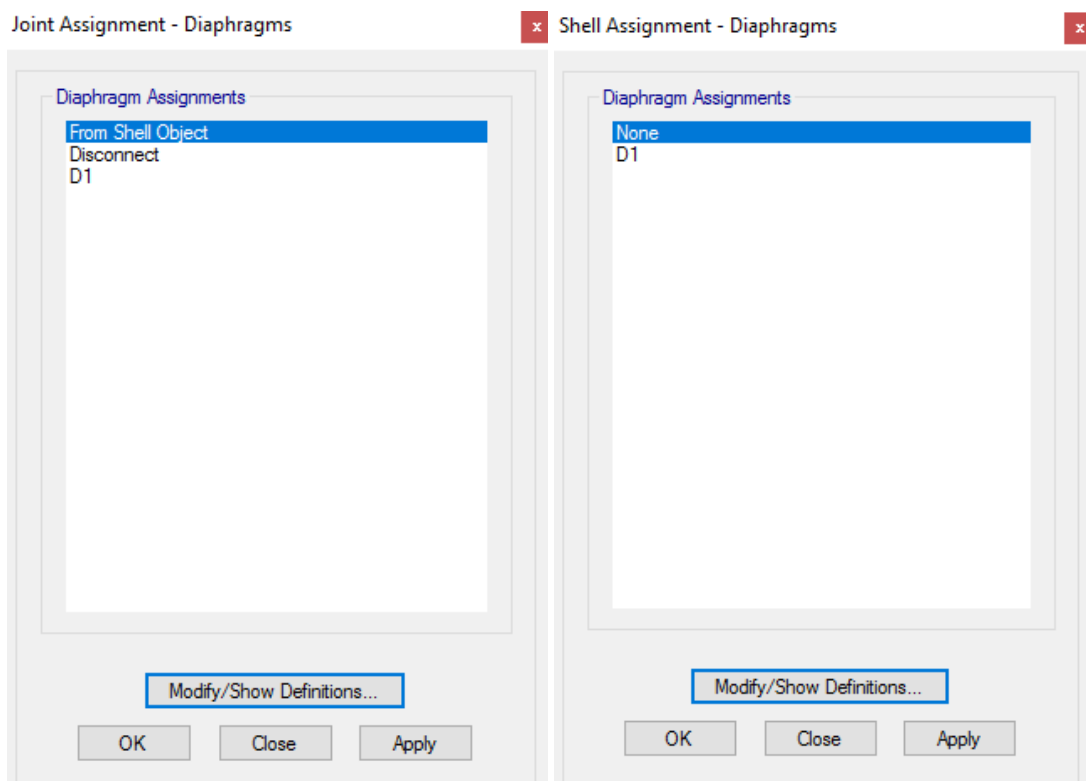 Joint Assignment - Diaphragms
x
Diaphragm Assignments
From Shell Object
Disconnect
D1
Modify/Show Definitions...
OK
Close
Apply
Shell Assignment - Diaphragms
x
Diaphragm Assignments
None
D1
Modify/Show Definitions...
OK
Close
Apply